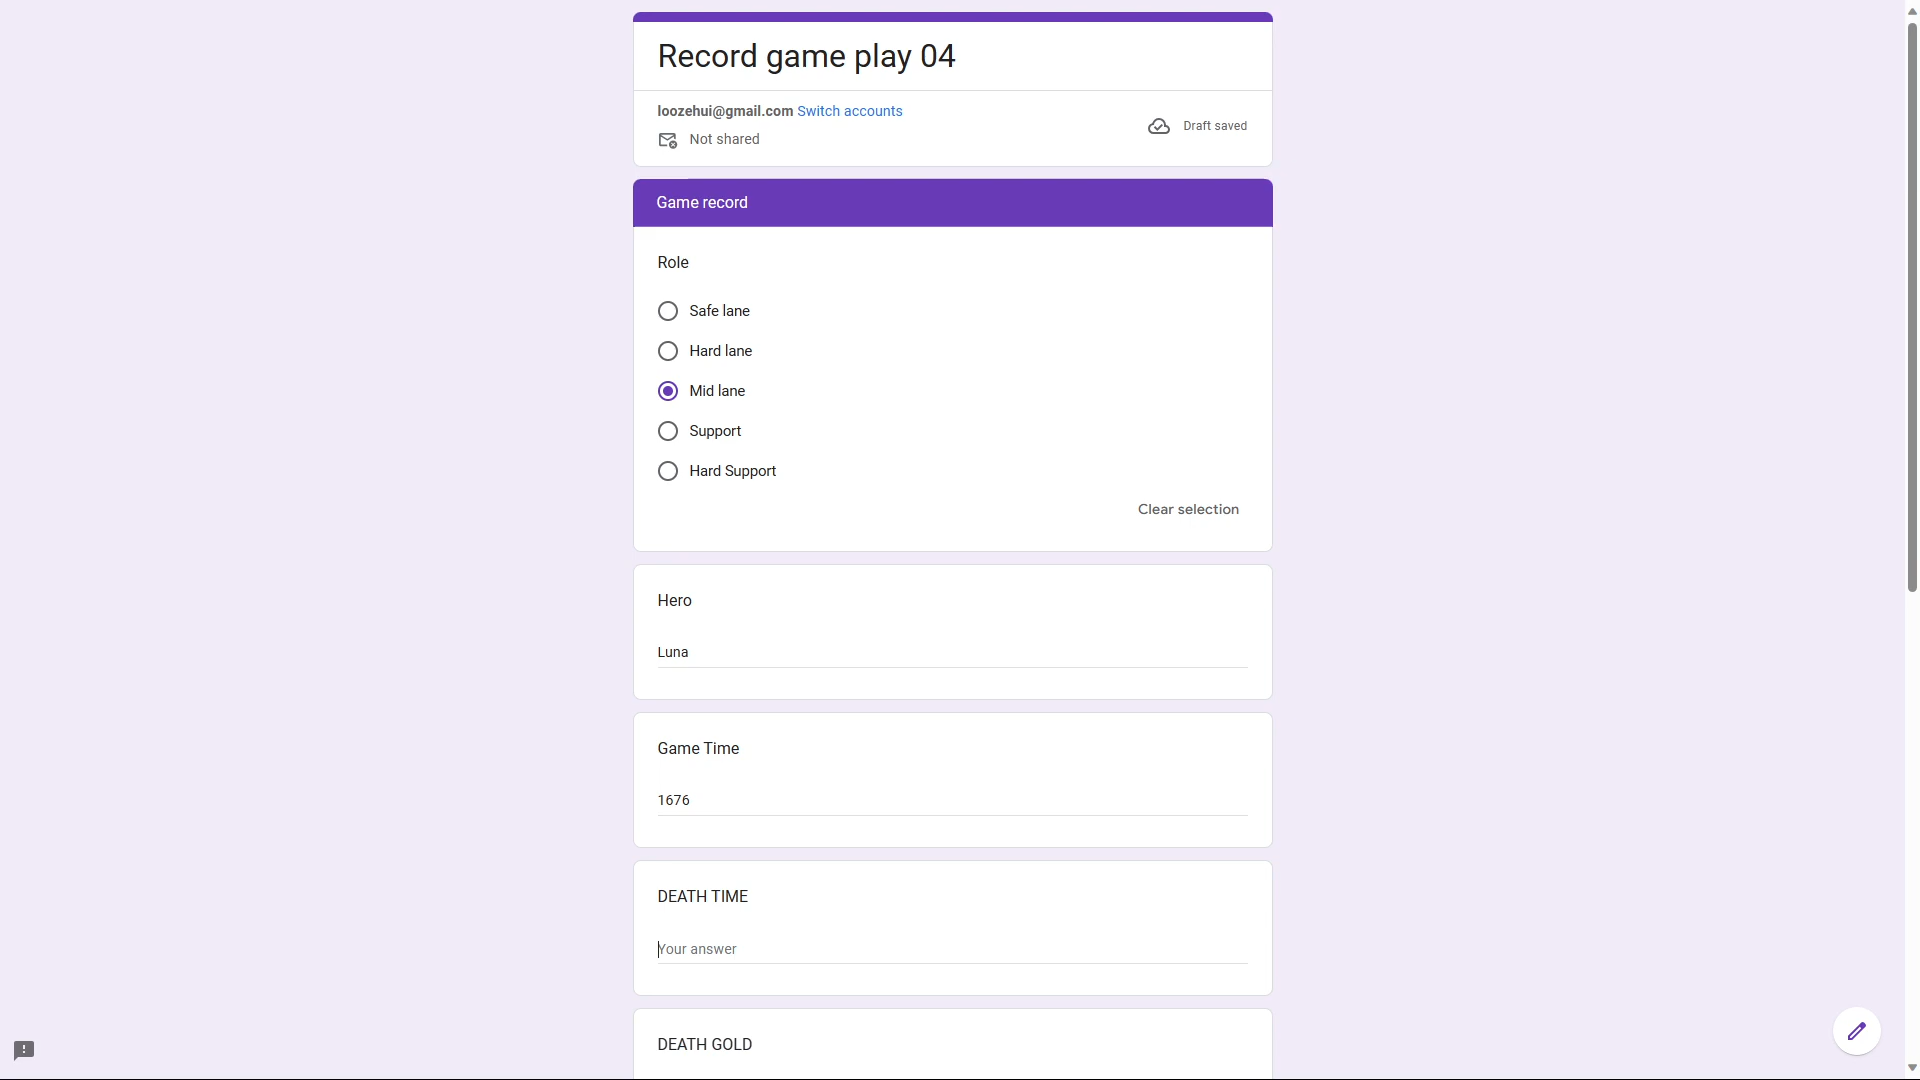 Record game play 04
loozehui@gmail.com Switch accounts
Not shared
Draft saved
Game record
Role
Safe lane
Hard lane
Mid lane
Support
Hard Support
Clear selection
Hero
Luna
Game Time
1676
DEATH TIME
Your answer
DEATH GOLD